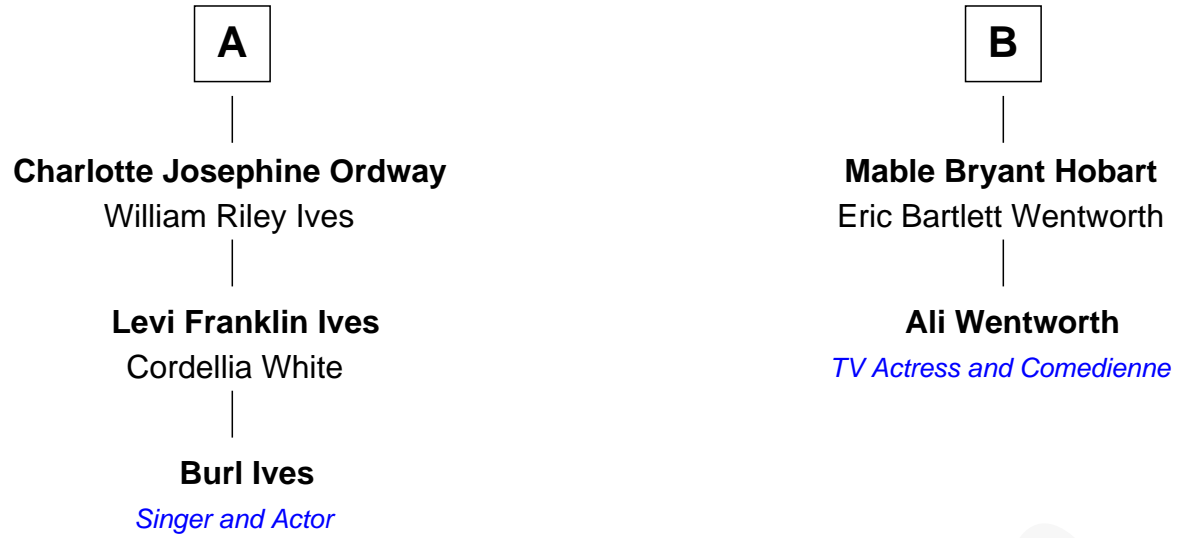 A
Charlotte Josephine Ordway
William Riley Ives
Levi Franklin Ives
Cordellia White
Burl Ives
Singer and Actor
B
Mable Bryant Hobart
Eric Bartlett Wentworth
Ali Wentworth
TV Actress and Comedienne